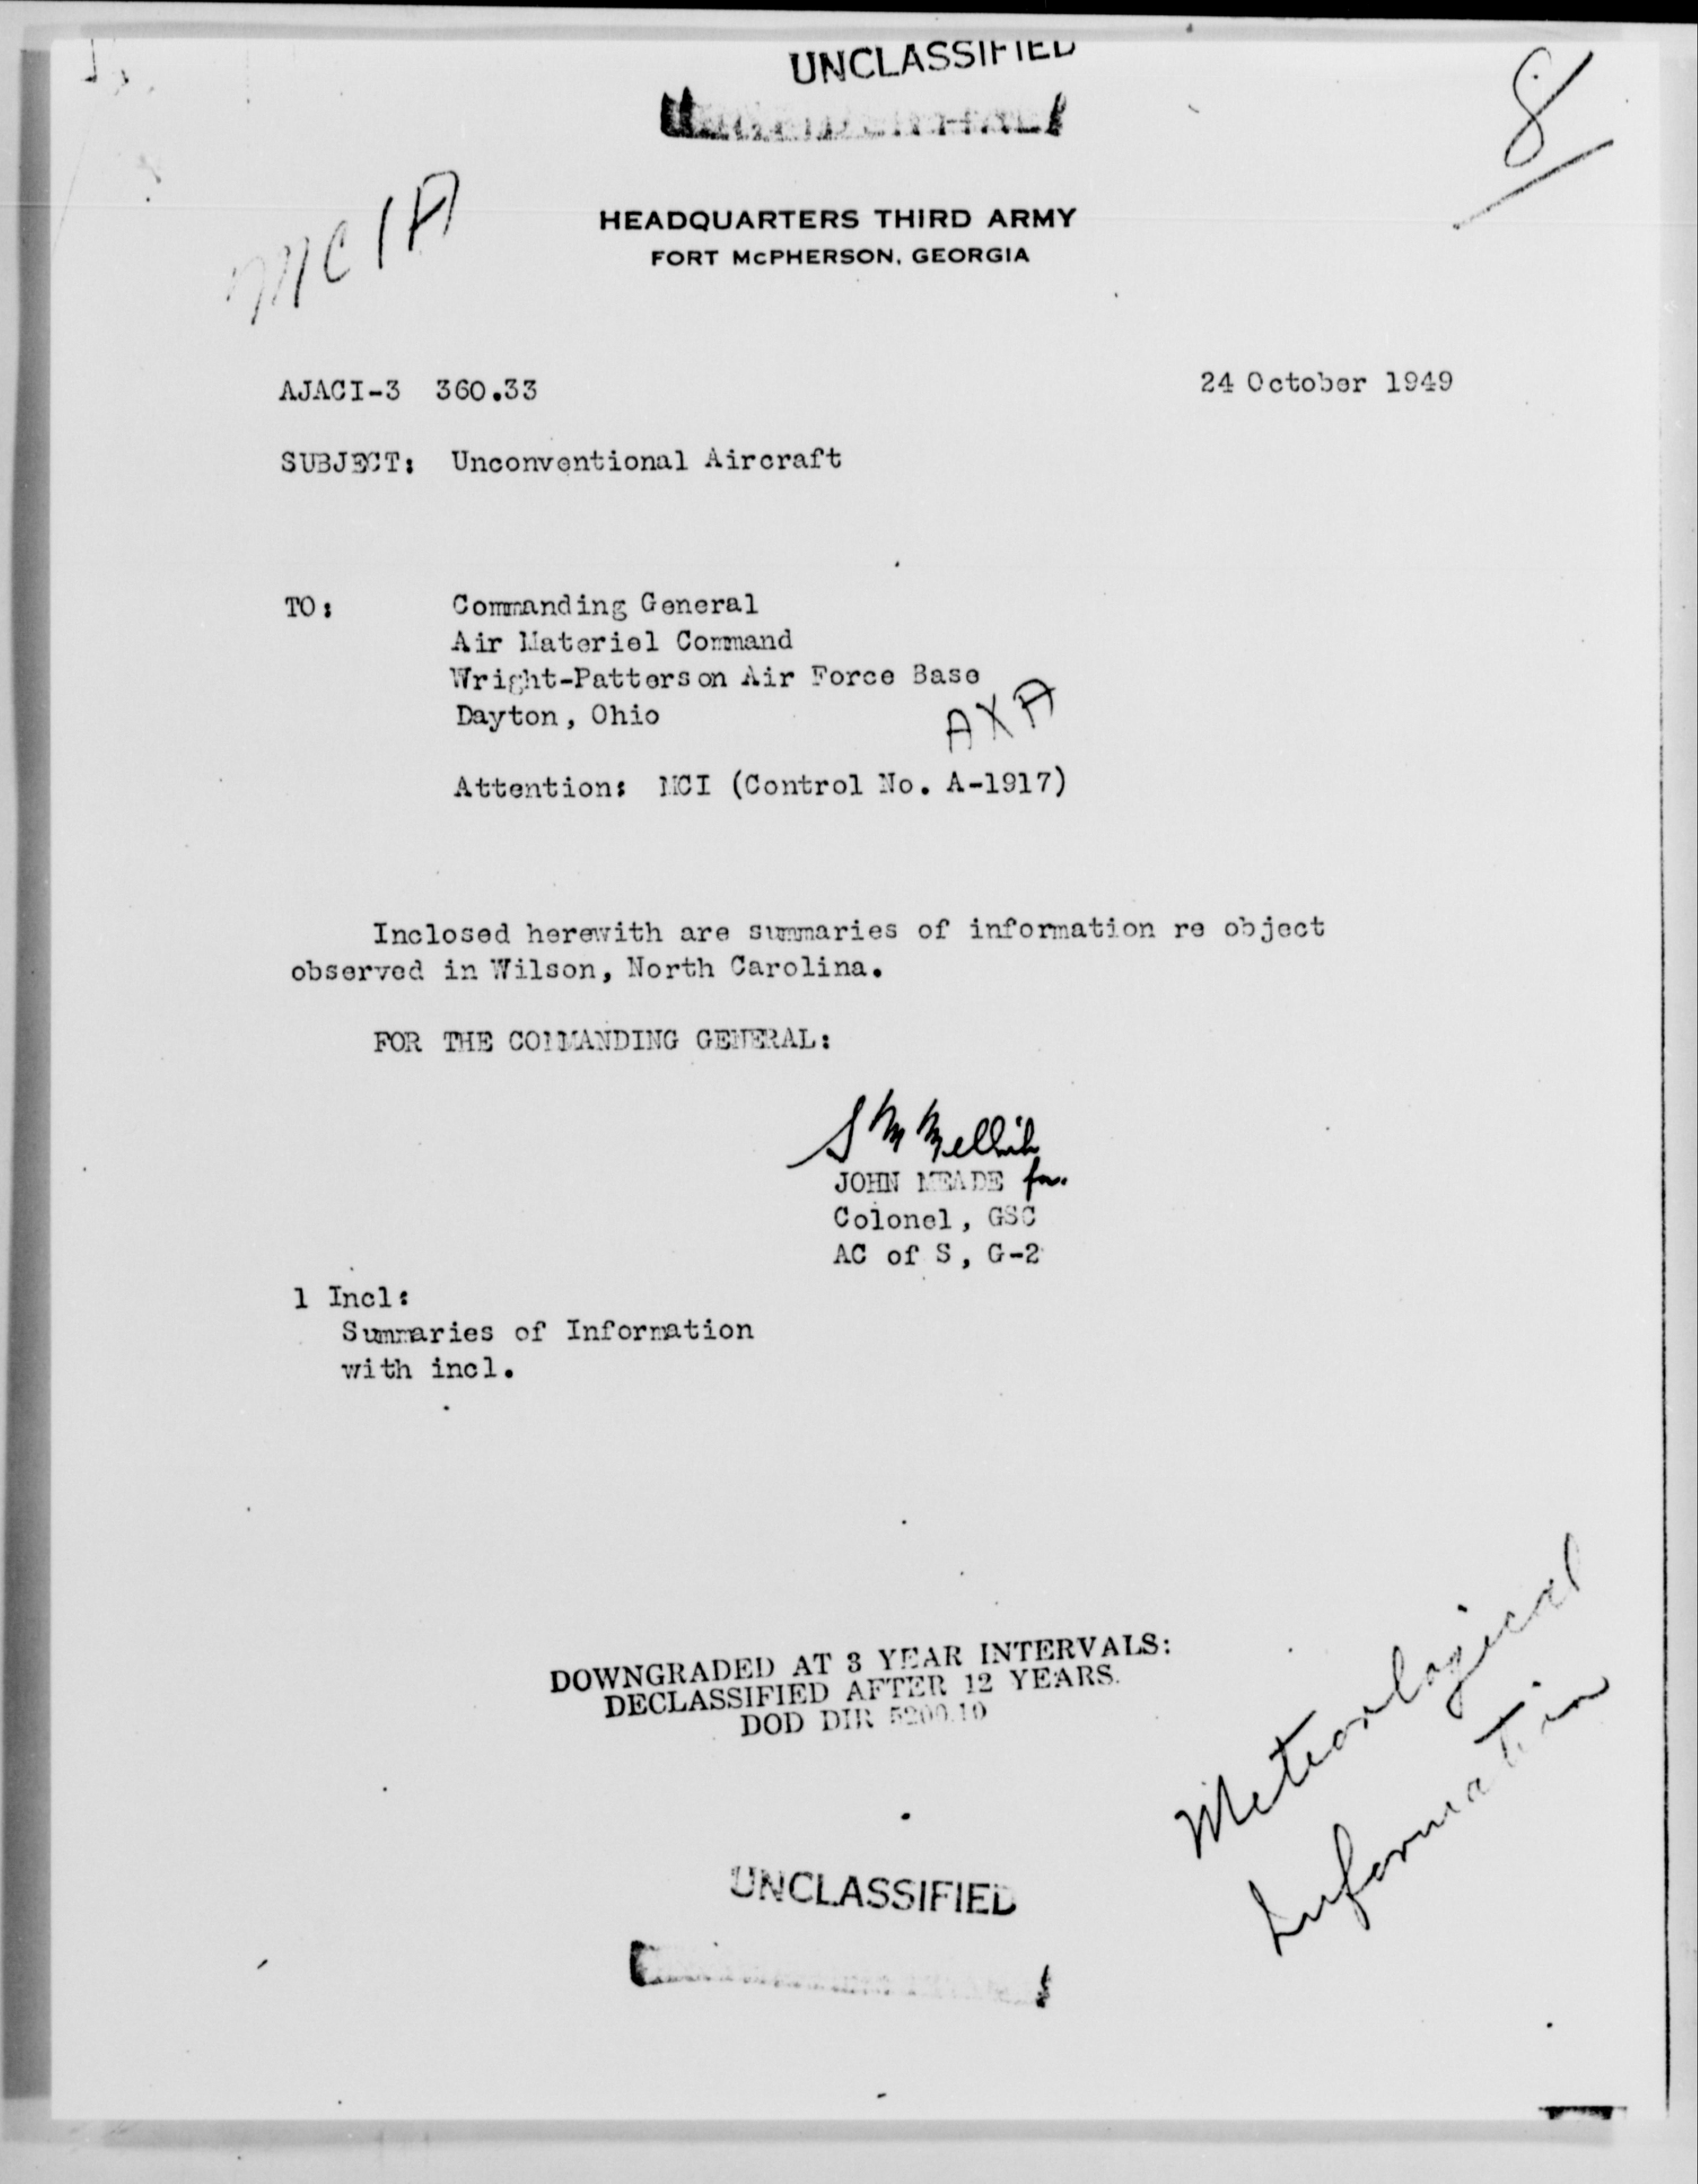 UNCLASSIFIED
8
MCIA
HEADQUARTERS THIRD ARMY
FORT McPHERSON, GEORGIA
AJACI-3 360.33
24 October 1949
SUBJECT: Unconventional Aircraft
TO: Commanding General
Air Materiel Command
Wright-Patterson Air Force Base
Dayton, Ohio
AXA
Attention: MCI (Control No. A-1917)
Inclosed herewith are summaries of information re object
observed in Wilson, North Carolina.
FOR THE COMMANDING GENERAL:
S M
JOHN MEADE for
Colonel, GSC
AC of S, G-2
1 Incl:
Summaries of Information
with incl.
DOWNGRADED AT 3 YEAR INTERVALS:
DECLASSIFIED AFTER 12 YEARS.
DOD DIR 5200.10
Meteorological
Information
UNCLASSIFIED